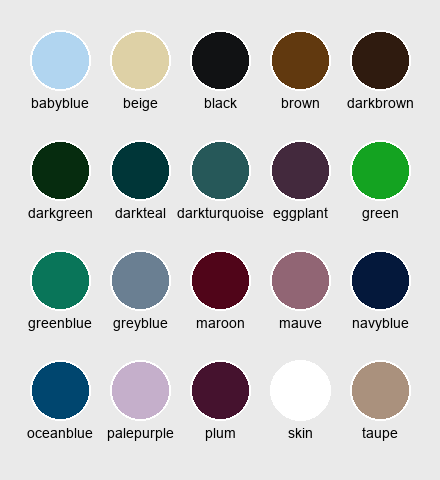 babyblue beige black brown darkbrown
darkgreen darkteal darkturquoise eggplant green
greenblue greyblue maroon mauve navyblue
oceanblue palepurple plum skin taupe